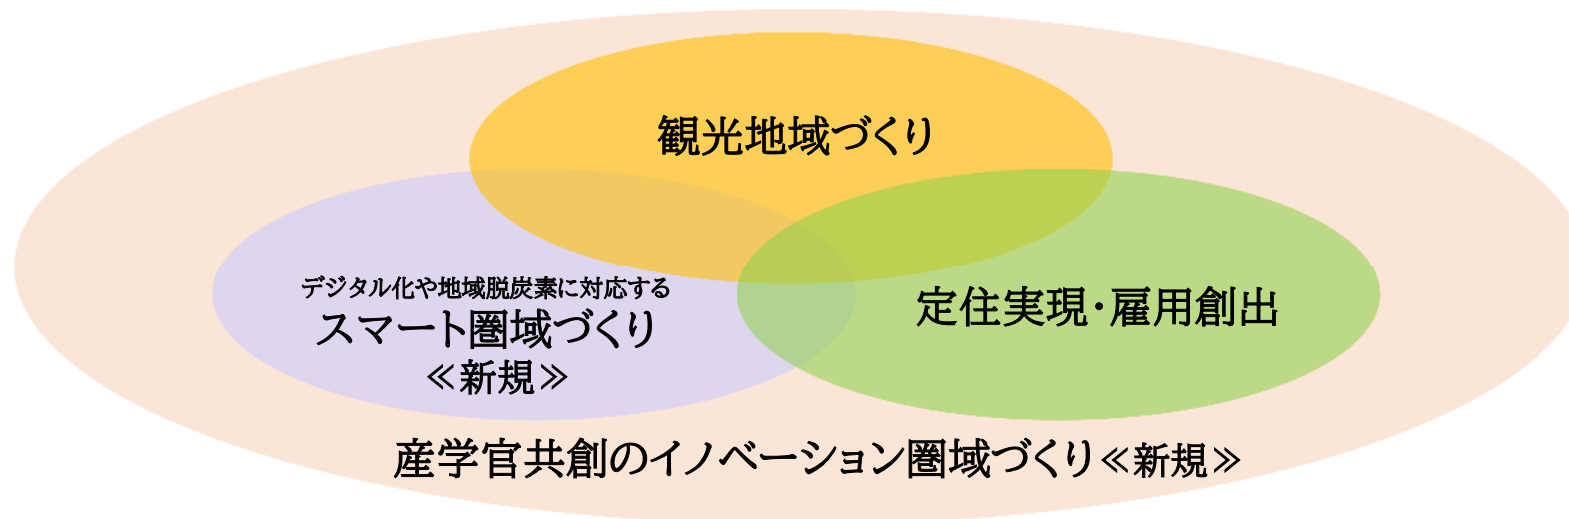 観光地域づくり
デジタル化や地域脱炭素に対応する
スマート圏域づくり
≪新規≫
定住実現・雇用創出
産学官共創のイノベーション圏域づくり≪新規≫